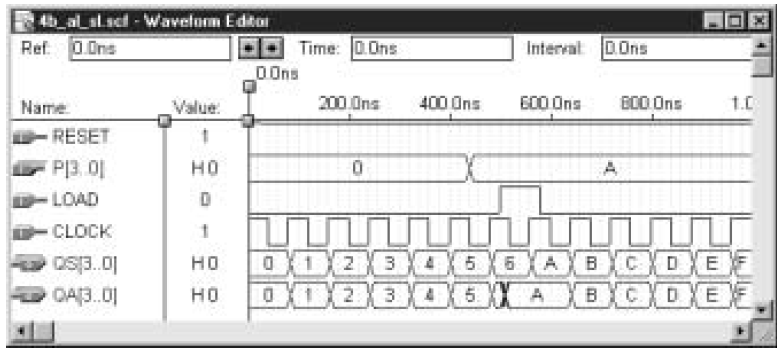 4b_al_sl.scf - Waveform Editor
Ref: 0.0ns Time: 0.0ns Interval: 0.0ns
0.0ns
Name: Value: 200.0ns 400.0ns 600.0ns 800.0ns 1.0
RESET 1
P[3..0] H 0 0 A
LOAD 0
CLOCK 1
QS[3..0] H 0 0 1 2 3 4 5 6 A B C D E F
QA[3..0] H 0 0 1 2 3 4 5 A B C D E F